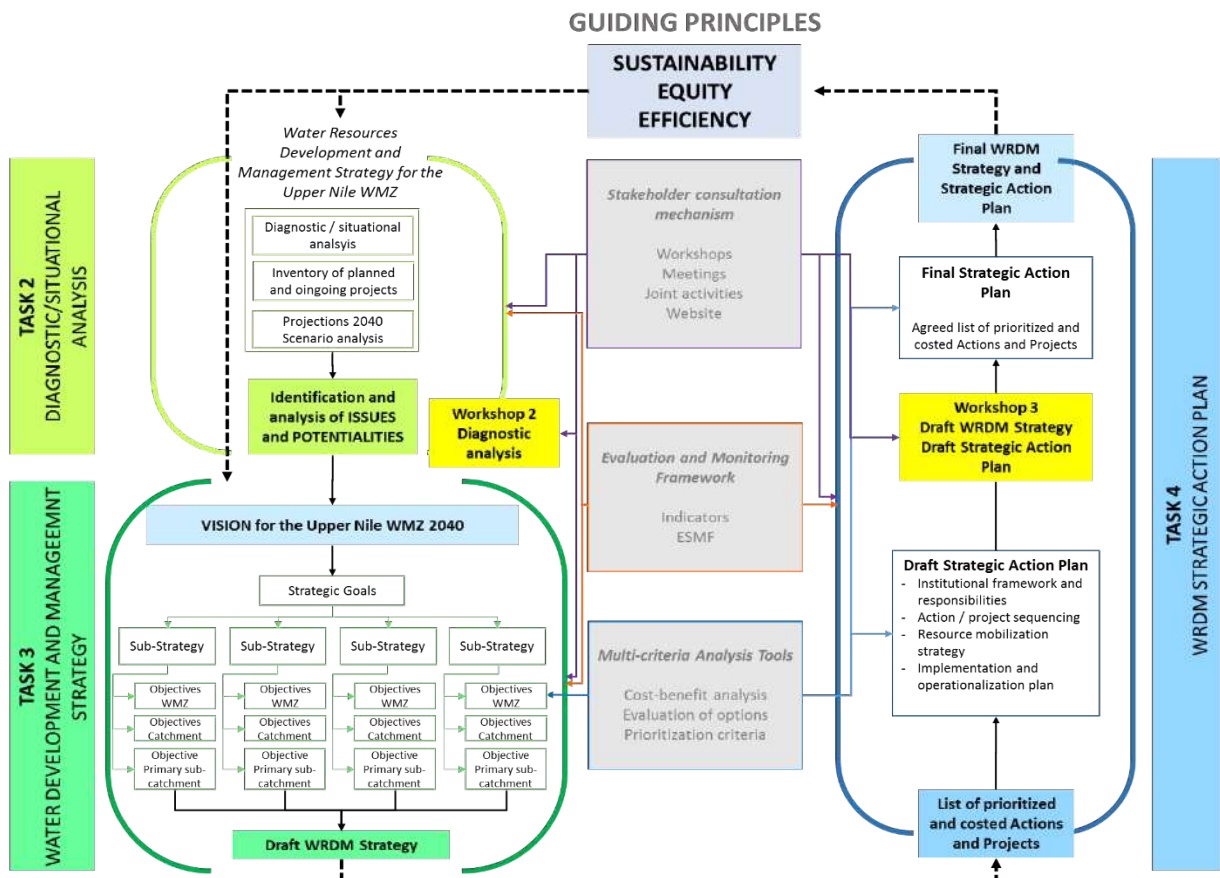 GUIDING PRINCIPLES
SUSTAINABILITY
EQUITY
EFFICIENCY
TASK 2
DIAGNOSTIC/SITUATIONAL
ANALYSIS
Water Resources
Development and
Management Strategy for the
Upper Nile WMZ
Diagnostic / situational
analysis
Inventory of planned
and oingoing projects
Projections 2040
Scenario analysis
Identification and
analysis of ISSUES
and POTENTIALITIES
Workshop 2
Diagnostic
analysis
TASK 3
WATER DEVELOPMENT AND MANAGEEMNT
STRATEGY
VISION for the Upper Nile WMZ 2040
Strategic Goals
Sub-Strategy
Sub-Strategy
Sub-Strategy
Sub-Strategy
Objectives
WMZ
Objectives
WMZ
Objectives
WMZ
Objectives
WMZ
Objectives
Catchment
Objectives
Catchment
Objectives
Catchment
Objectives
Catchment
Objective
Primary sub-
catchment
Objective
Primary sub-
catchment
Objective
Primary sub-
catchment
Objective
Primary sub-
catchment
Draft WRDM Strategy
Stakeholder consultation
mechanism
Workshops
Meetings
Joint activities
Website
Evaluation and Monitoring
Framework
Indicators
ESMF
Multi-criteria Analysis Tools
Cost-benefit analysis
Evaluation of options
Prioritization criteria
Final WRDM
Strategy and
Strategic Action
Plan
Final Strategic Action
Plan
Agreed list of prioritized and
costed Actions and Projects
Workshop 3
Draft WRDM Strategy
Draft Strategic Action
Plan
Draft Strategic Action Plan
- Institutional framework and
responsibilities
- Action / project sequencing
- Resource mobilization
strategy
- Implementation and
operationalization plan
List of prioritized
and costed Actions
and Projects
TASK 4
WRDM STRATEGIC ACTION PLAN